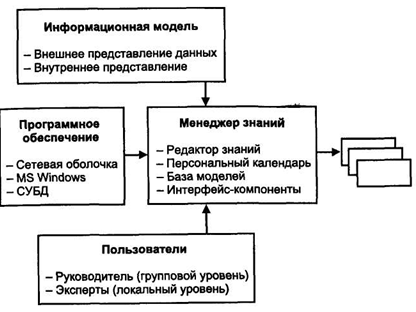 Информационная модель
– Внешнее представление данных
– Внутреннее представление
Программное
обеспечение
– Сетевая оболочка
– MS Windows
– СУБД
Менеджер знаний
– Редактор знаний
– Персональный календарь
– База моделей
– Интерфейс-компоненты
Пользователи
– Руководитель (групповой уровень)
– Эксперты (локальный уровень)